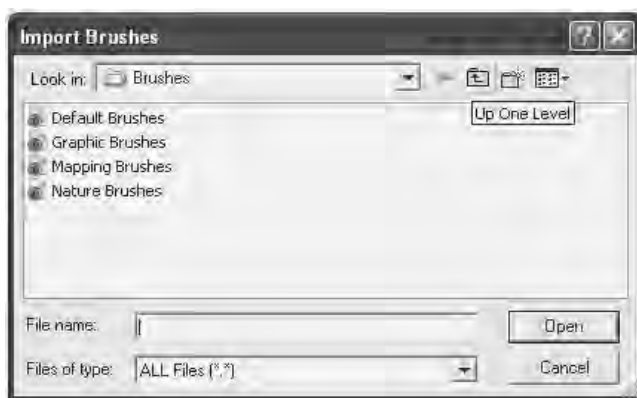 Import Brushes
Look in: Brushes
Up One Level
Default Brushes
Graphic Brushes
Mapping Brushes
Nature Brushes
File name: Open
Files of type: ALL Files (*.*) Cancel